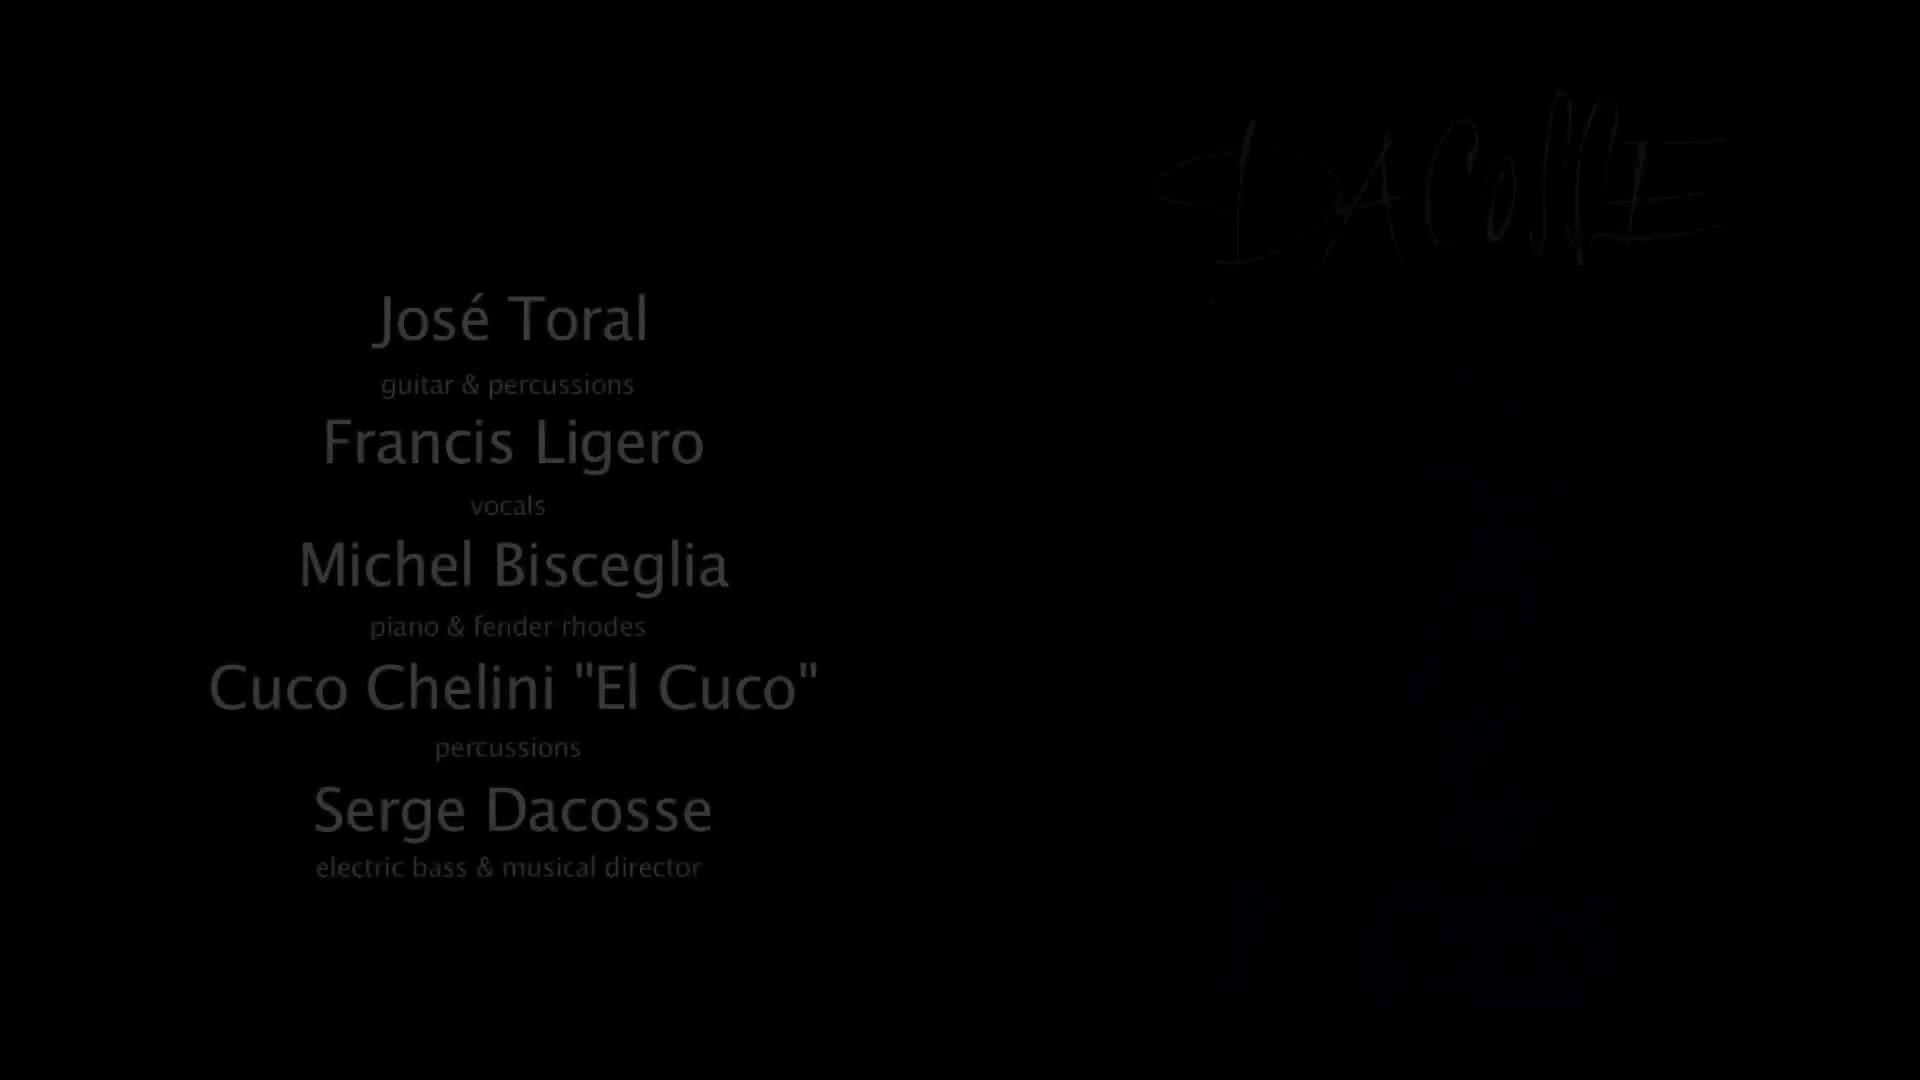 DACOSSE
José Toral
guitar & percussions
Francis Ligero
vocals
Michel Bisceglia
piano & fender rhodes
Cuco Chelini "El Cuco"
percussions
Serge Dacosse
electric bass & musical director